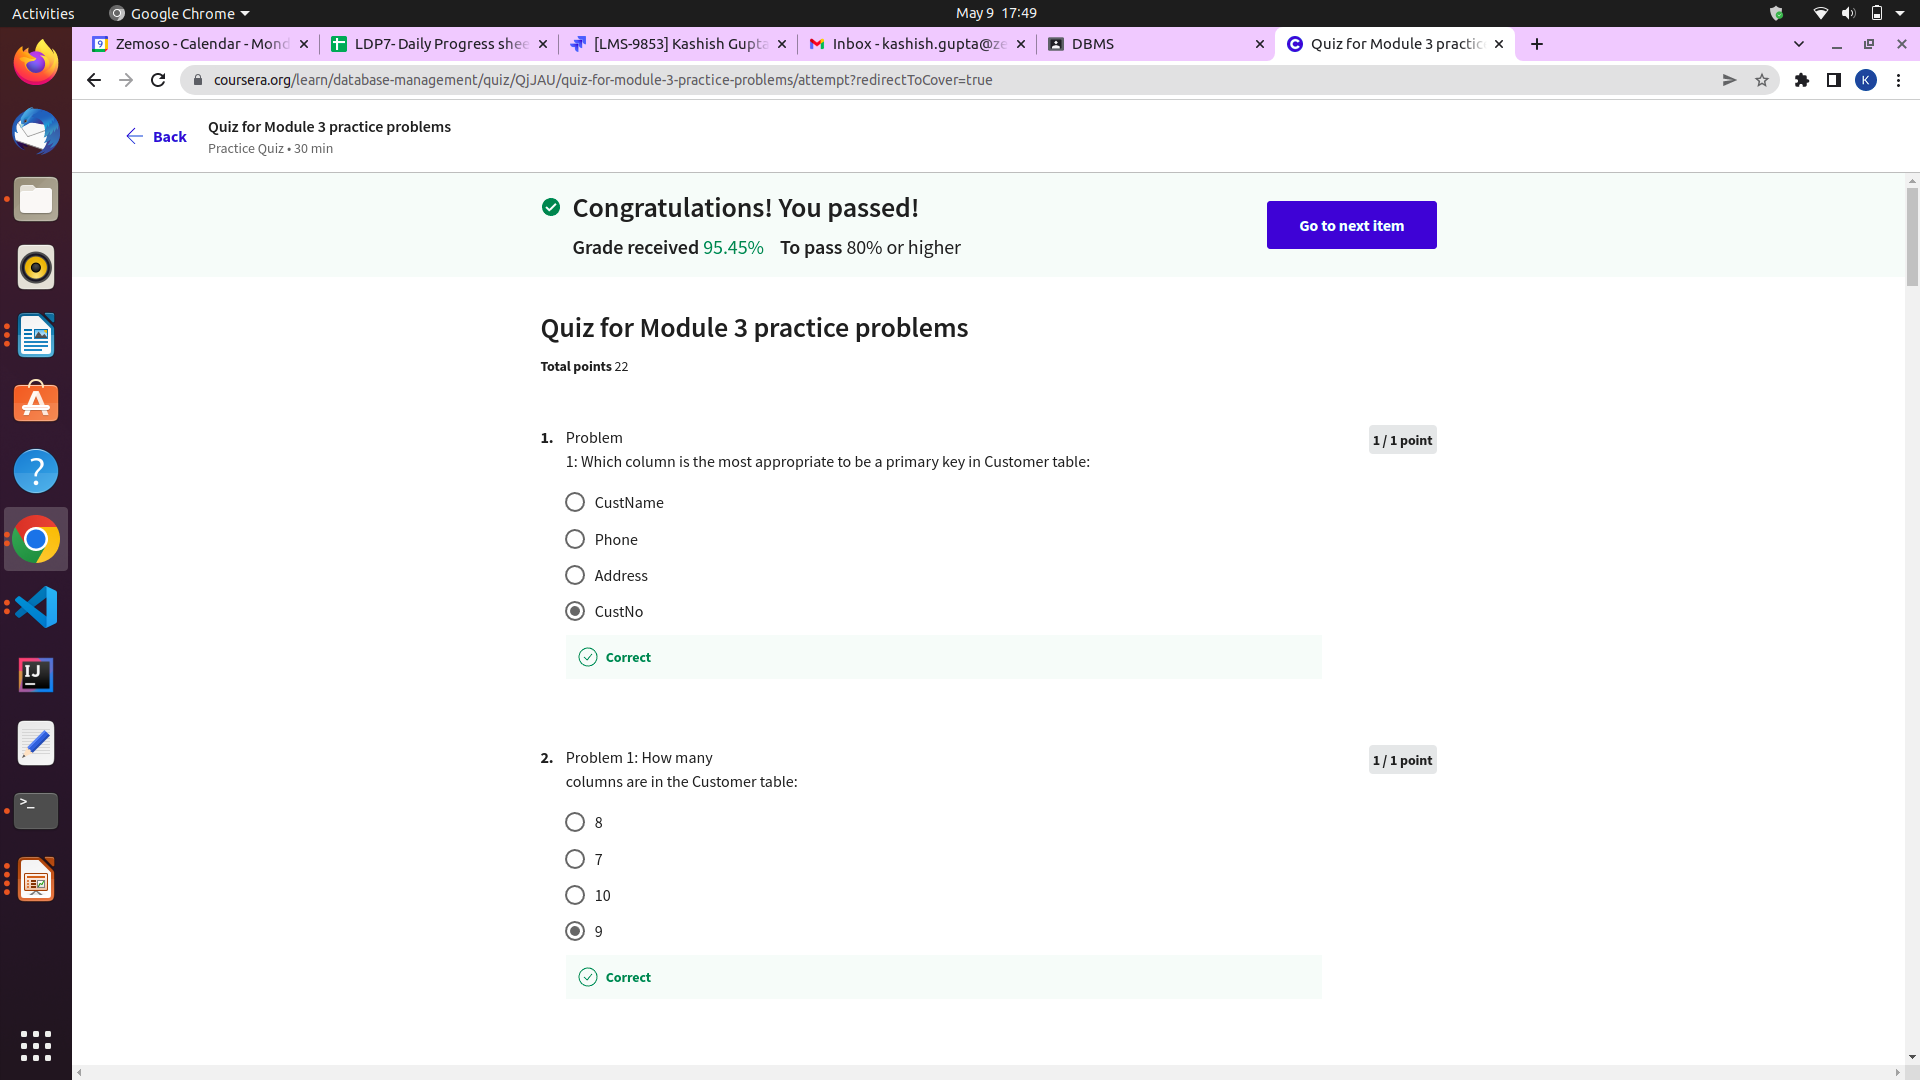 Activities
Google Chrome
May 9 17:49
Zemoso - Calendar - Mond
LDP7- Daily Progress shee
[LMS-9853] Kashish Gupta
Inbox - kashish.gupta@ze
DBMS
Quiz for Module 3 practic
coursera.org/learn/database-management/quiz/QjJAU/quiz-for-module-3-practice-problems/attempt?redirectToCover=true
K
Back
Quiz for Module 3 practice problems
Practice Quiz • 30 min
Congratulations! You passed!
Grade received 95.45% To pass 80% or higher
Go to next item
Quiz for Module 3 practice problems
Total points 22
1. Problem
1: Which column is the most appropriate to be a primary key in Customer table:
1 / 1 point
CustName
Phone
Address
CustNo
Correct
2. Problem 1: How many
columns are in the Customer table:
1 / 1 point
8
7
10
9
Correct